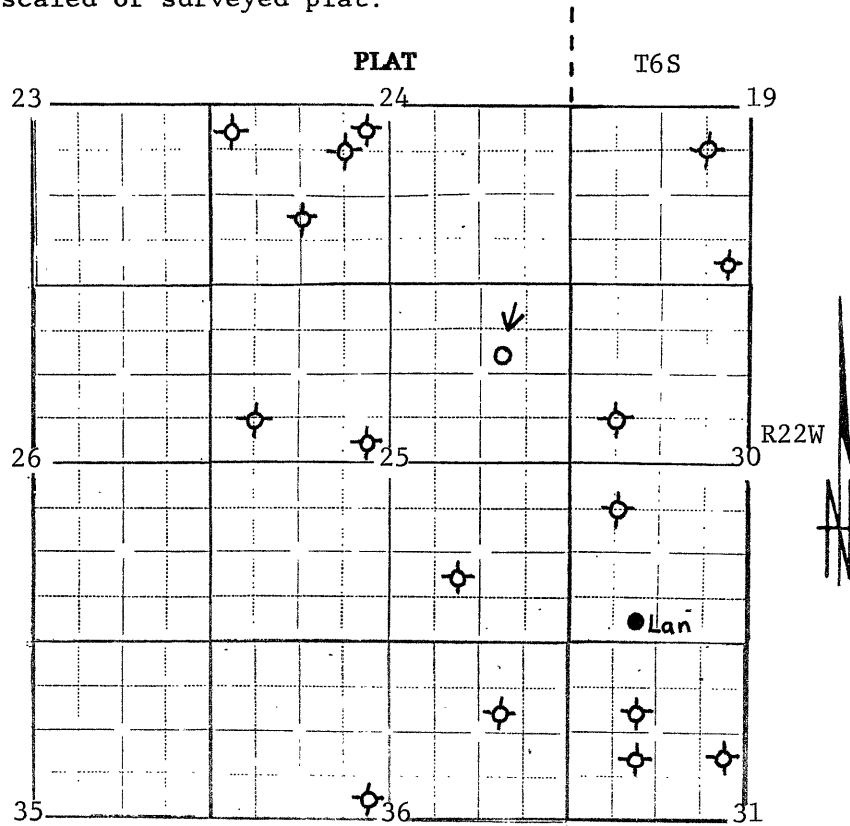 scaled or surveyed plat.
PLAT T6S
23 24 19
R22W
26 25 30
Lan
N
35 36 31